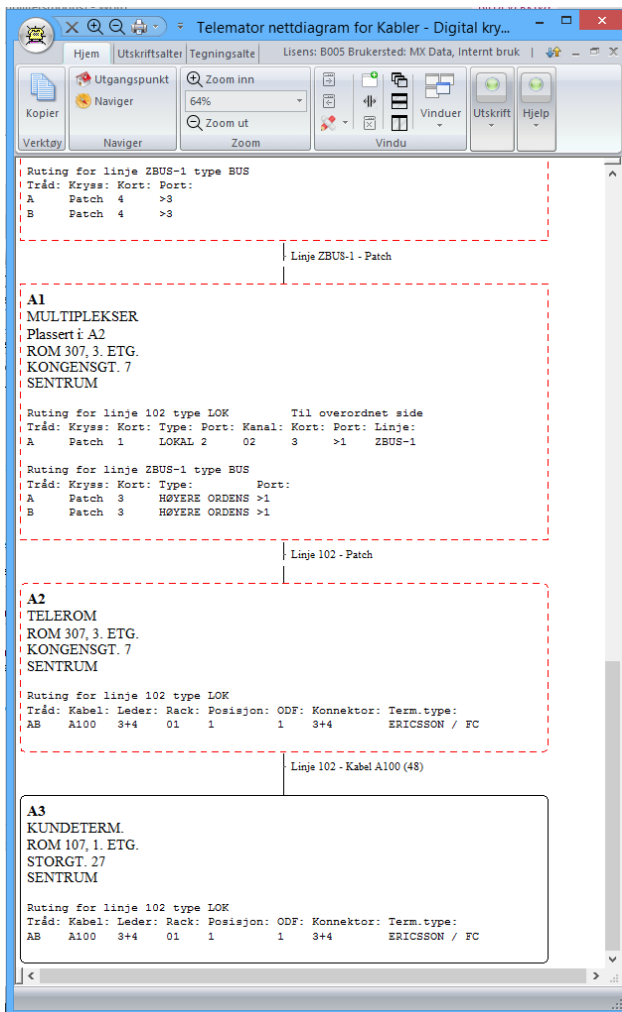 Telemator nettdiagram for Kabler - Digital kry...
Hjem Utskriftsalter Tegningsalte Lisens: B005 Brukersted: MX Data, Internt bruk
Kopier
Utgangspunkt
Naviger
Zoom inn
64%
Zoom ut
Vinduer
Utskrift
Hjelp
Verktøy Naviger Zoom Vindu
Ruting for linje ZBUS-1 type BUS
Tråd: Kryss: Kort: Port:
A Patch 4 >3
B Patch 4 >3
Linje ZBUS-1 - Patch
A1
MULTIPLEKSER
Plassert i: A2
ROM 307, 3. ETG.
KONGENSGT. 7
SENTRUM
Ruting for linje 102 type LOK Til overordnet side
Tråd: Kryss: Kort: Type: Port: Kanal: Kort: Port: Linje:
A Patch 1 LOKAL 2 02 3 >1 ZBUS-1
Ruting for linje ZBUS-1 type BUS
Tråd: Kryss: Kort: Type: Port:
A Patch 3 HØYERE ORDENS >1
B Patch 3 HØYERE ORDENS >1
Linje 102 - Patch
A2
TELEROM
ROM 307, 3. ETG.
KONGENSGT. 7
SENTRUM
Ruting for linje 102 type LOK
Tråd: Kabel: Leder: Rack: Posisjon: ODF: Konnektor: Term.type:
AB A100 3+4 01 1 1 3+4 ERICSSON / FC
Linje 102 - Kabel A100 (48)
A3
KUNDETERM.
ROM 107, 1. ETG.
STORGT. 27
SENTRUM
Ruting for linje 102 type LOK
Tråd: Kabel: Leder: Rack: Posisjon: ODF: Konnektor: Term.type:
AB A100 3+4 01 1 1 3+4 ERICSSON / FC